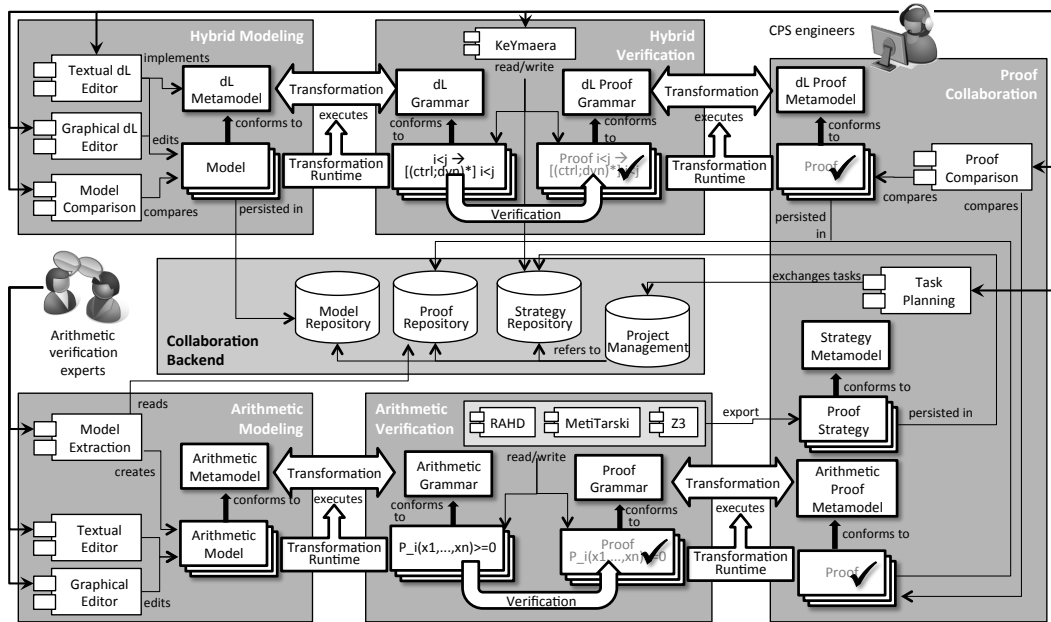 CPS engineers
Hybrid Modeling
Textual dL
Editor
implements
dL
Metamodel
Graphical dL
Editor
edits
conforms to
Model
Model
Comparison
compares
persisted in
Transformation
executes
Transformation
Runtime
Hybrid
Verification
KeYmaera
read/write
dL
Grammar
conforms
to
i<j →
[(ctrl;dyn)*] i<j
dL Proof
Grammar
conforms
to
Proof i<j →
[(ctrl;dyn)*] i<j
Verification
Transformation
executes
Transformation
Runtime
Proof
Collaboration
dL Proof
Metamodel
conforms to
Proof
compares
Proof
Comparison
compares
persisted
in
Arithmetic
verification
experts
Collaboration
Backend
Model
Repository
Proof
Repository
Strategy
Repository
Project
Management
refers to
exchanges tasks
Task
Planning
Strategy
Metamodel
conforms to
Proof
Strategy
persisted in
export
reads
Arithmetic
Modeling
Model
Extraction
creates
Arithmetic
Metamodel
conforms to
Textual
Editor
Arithmetic
Model
Graphical
Editor
edits
Transformation
executes
Transformation
Runtime
Arithmetic
Verification
RAHD
MetiTarski
Z3
read/write
Arithmetic
Grammar
conforms
to
P_i(x1,...,xn)>=0
Proof
Grammar
conforms
to
Proof
P_i(x1,...,xn)>=0
Verification
Transformation
executes
Transformation
Runtime
Arithmetic
Proof
Metamodel
conforms to
Proof